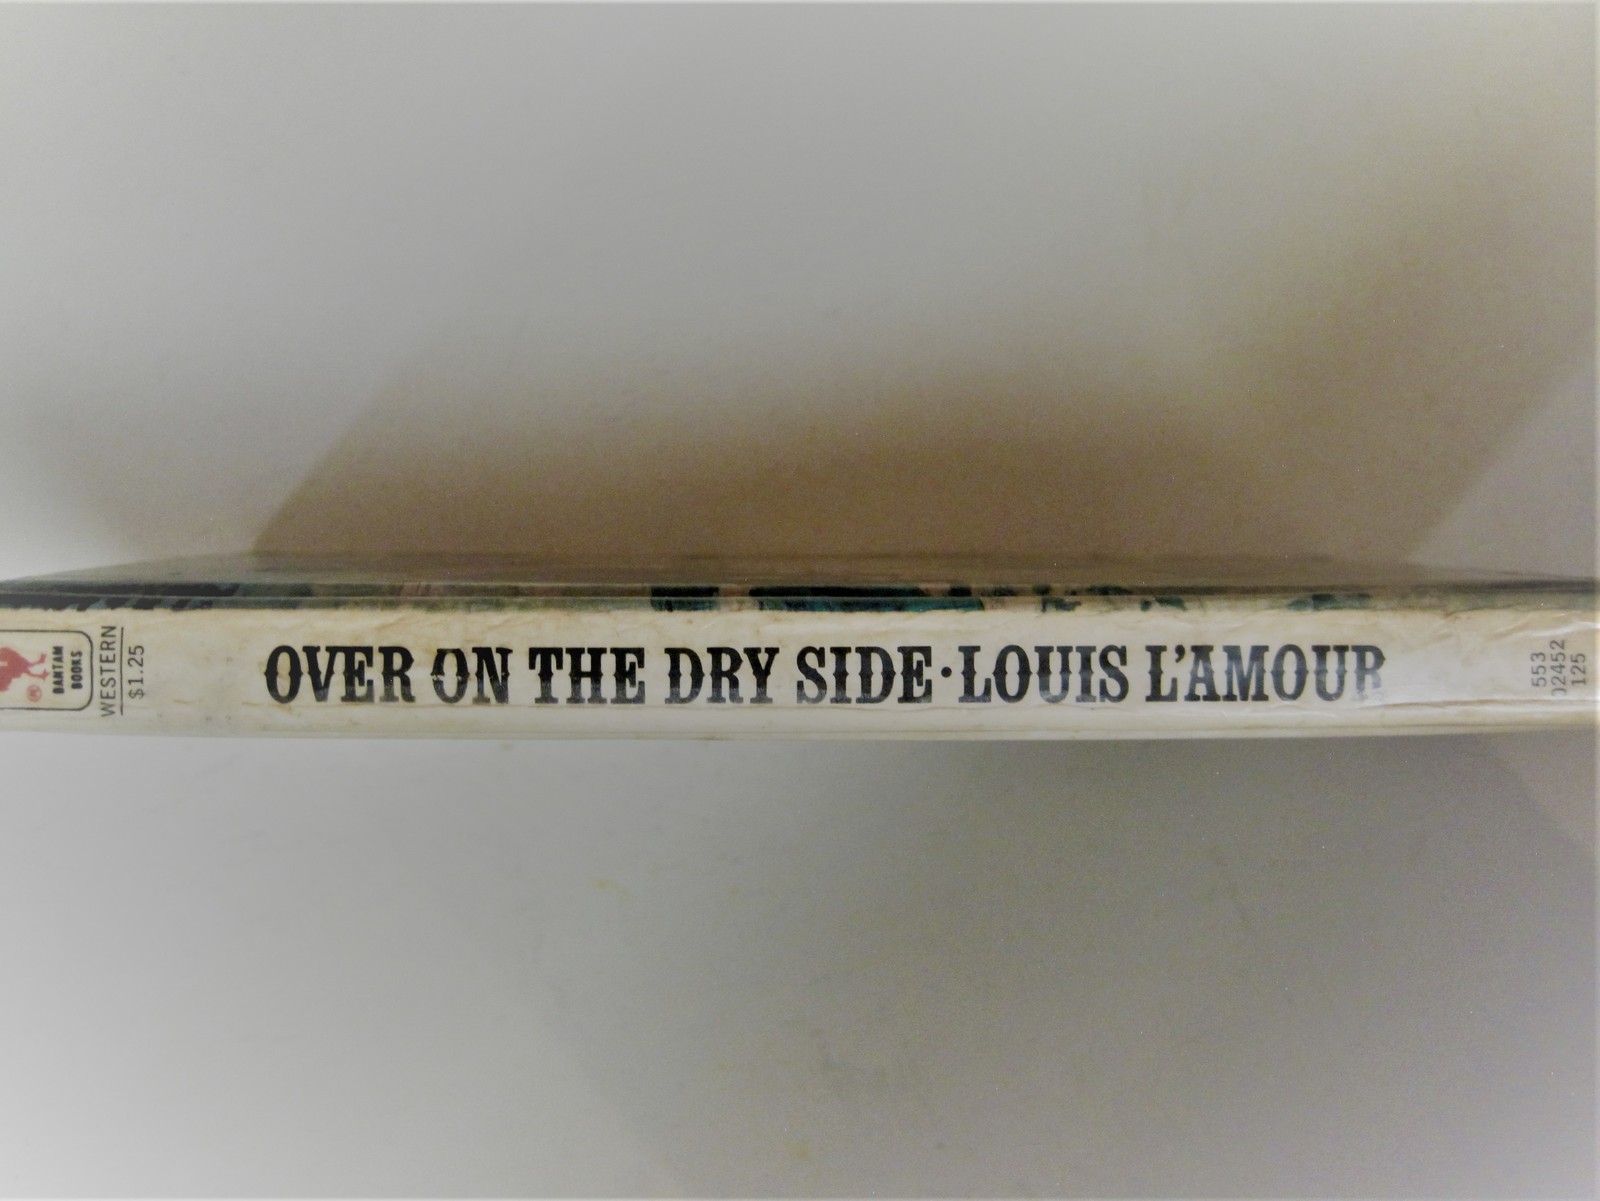 BANTAM
BOOKS
®
WESTERN
$1.25
OVER ON THE DRY SIDE·LOUIS L'AMOUR
553
02452
125